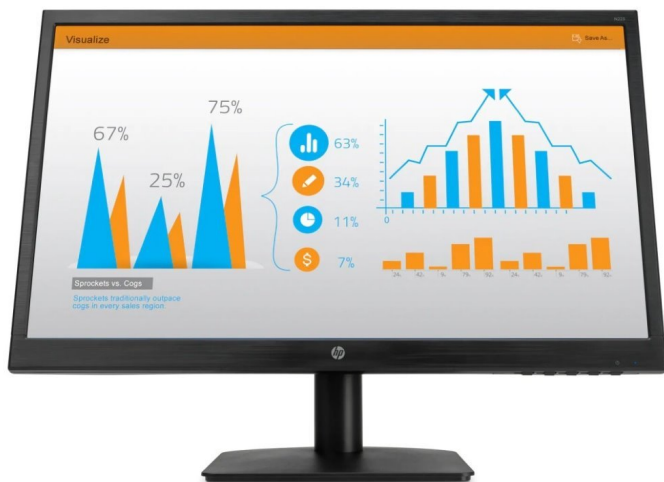 Visualize
Save As...
67%
25%
75%
63%
34%
11%
7%
$
0
Sprockets vs. Cogs
Sprockets traditionally outpace
cogs in every sales region.
hp